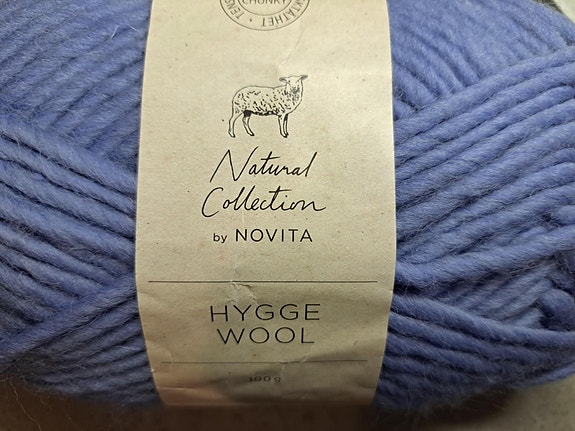 CHUNKY
Natural
Collection
by NOVITA
HYGGE
WOOL
100 g